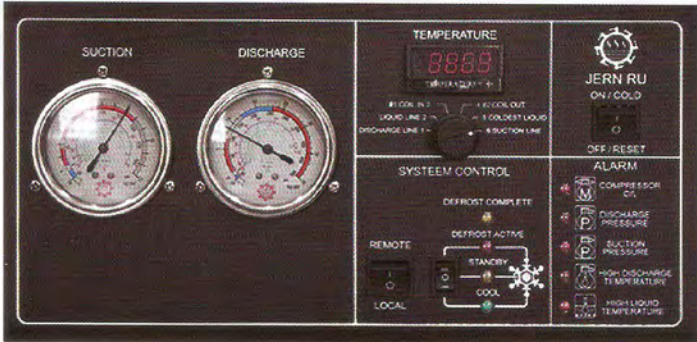 SUCTION
DISCHARGE
TEMPERATURE
8888
TEMPERATURE
#1 COIL IN 3
4 #2 COIL OUT
LIQUID LINE 2
5 COLDEST LIQUID
DISCHARGE LINE 1
6 SUCTION LINE
JERN RU
ON / COLD
OFF / RESET
SYSTEEM CONTROL
DEFROST COMPLETE
DEFROST ACTIVE
REMOTE
STANDBY
LOCAL
COOL
ALARM
M
COMPRESSOR
O/L
P
DISCHARGE
PRESSURE
P
SUCTION
PRESSURE
HIGH DISCHARGE
TEMPERATURE
HIGH LIQUID
TEMPERATURE